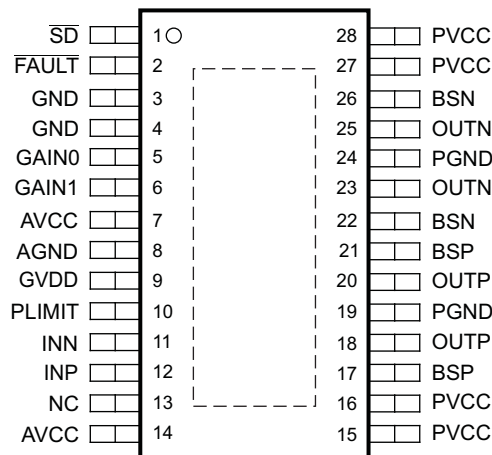 SD 1 28 PVCC
FAULT 2 27 PVCC
GND 3 26 BSN
GND 4 25 OUTN
GAIN0 5 24 PGND
GAIN1 6 23 OUTN
AVCC 7 22 BSN
AGND 8 21 BSP
GVDD 9 20 OUTP
PLIMIT 10 19 PGND
INN 11 18 OUTP
INP 12 17 BSP
NC 13 16 PVCC
AVCC 14 15 PVCC